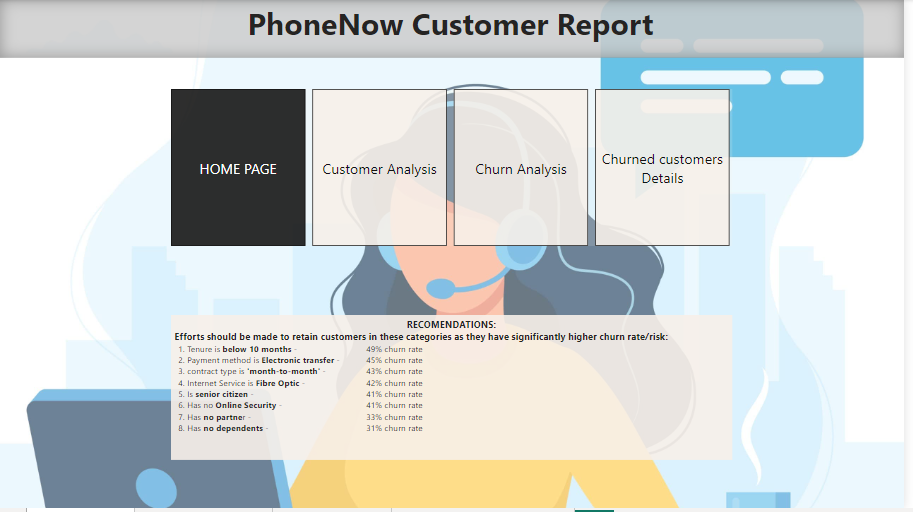 PhoneNow Customer Report
HOME PAGE
Customer Analysis
Churn Analysis
Churned customers
Details
RECOMENDATIONS:
Efforts should be made to retain customers in these categories as they have significantly higher churn rate/risk:
1. Tenure is below 10 months - 49% churn rate
2. Payment method is Electronic transfer - 45% churn rate
3. contract type is 'month-to-month' - 43% churn rate
4. Internet Service is Fibre Optic - 42% churn rate
5. Is senior citizen - 41% churn rate
6. Has no Online Security - 41% churn rate
7. Has no partner - 33% churn rate
8. Has no dependents - 31% churn rate